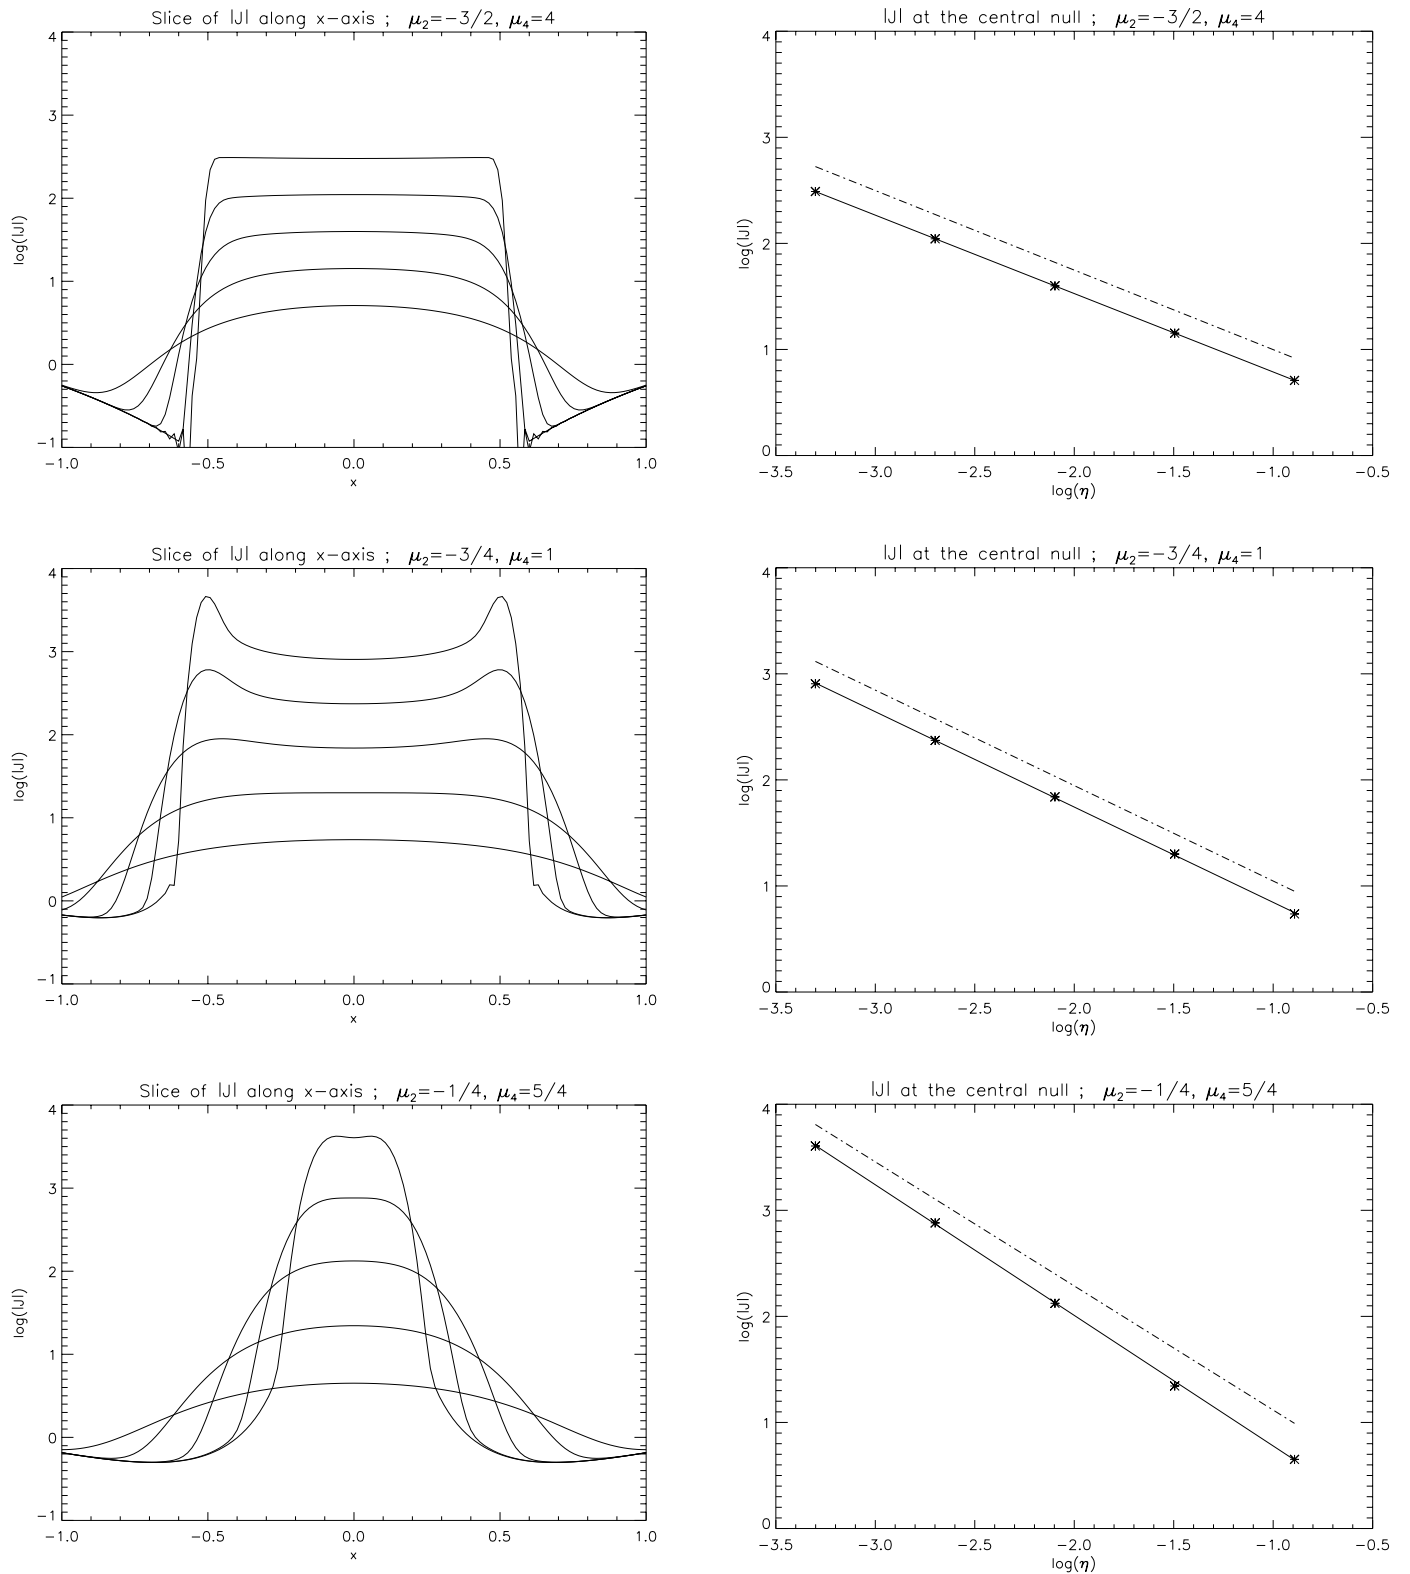 Slice of |J| along x−axis ; μ₂=−3/2, μ₄=4
4
3
2
1
0
−1
log(|J|)
−1.0 −0.5 0.0 0.5 1.0
x
|J| at the central null ; μ₂=−3/2, μ₄=4
4
3
2
1
0
log(|J|)
−3.5 −3.0 −2.5 −2.0 −1.5 −1.0 −0.5
log(η)
Slice of |J| along x−axis ; μ₂=−3/4, μ₄=1
4
3
2
1
0
−1
log(|J|)
−1.0 −0.5 0.0 0.5 1.0
x
|J| at the central null ; μ₂=−3/4, μ₄=1
4
3
2
1
0
log(|J|)
−3.5 −3.0 −2.5 −2.0 −1.5 −1.0 −0.5
log(η)
Slice of |J| along x−axis ; μ₂=−1/4, μ₄=5/4
4
3
2
1
0
−1
log(|J|)
−1.0 −0.5 0.0 0.5 1.0
x
|J| at the central null ; μ₂=−1/4, μ₄=5/4
4
3
2
1
0
log(|J|)
−3.5 −3.0 −2.5 −2.0 −1.5 −1.0 −0.5
log(η)